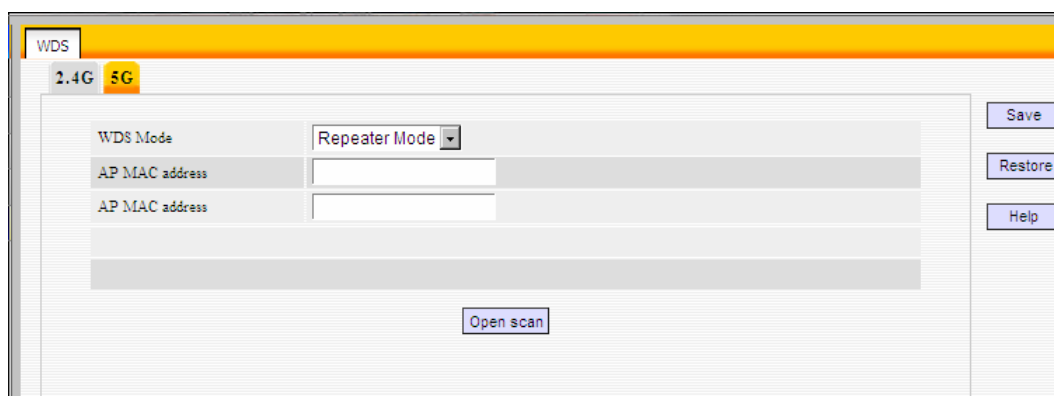 WDS
2.4G 5G
WDS Mode Repeater Mode
AP MAC address
AP MAC address
Open scan
Save
Restore
Help